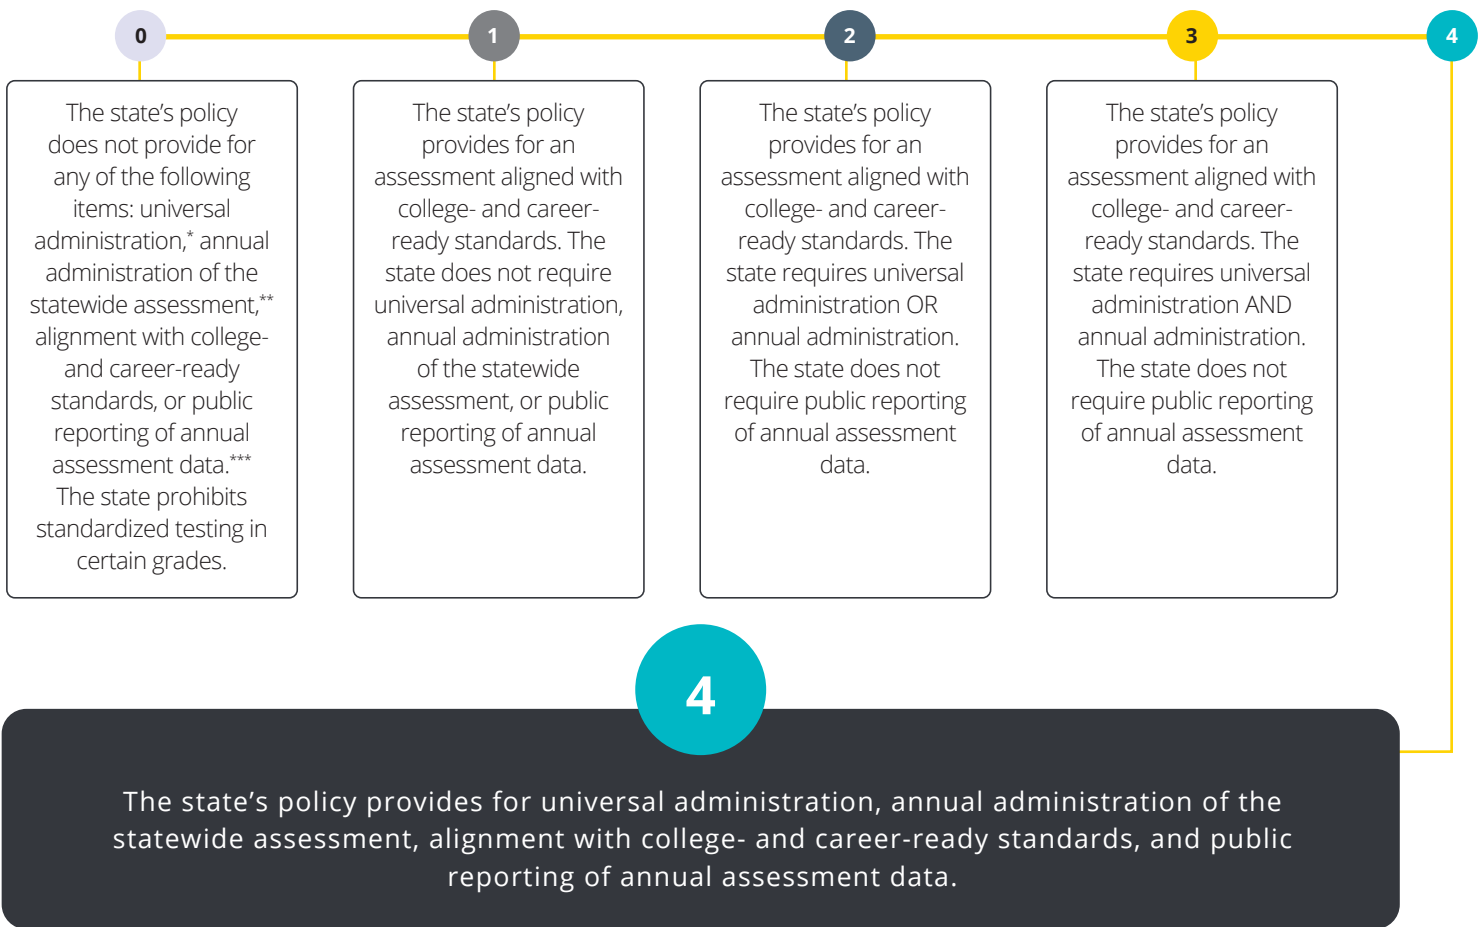 0
1
2
3
4
The state’s policy
does not provide for
any of the following
items: universal
administration,* annual
administration of the
statewide assessment,**
alignment with college-
and career-ready
standards, or public
reporting of annual
assessment data.***
The state prohibits
standardized testing in
certain grades.
The state’s policy
provides for an
assessment aligned with
college- and career-
ready standards. The
state does not require
universal administration,
annual administration
of the statewide
assessment, or public
reporting of annual
assessment data.
The state’s policy
provides for an
assessment aligned with
college- and career-
ready standards. The
state requires universal
administration OR
annual administration.
The state does not
require public reporting
of annual assessment
data.
The state’s policy
provides for an
assessment aligned with
college- and career-
ready standards. The
state requires universal
administration AND
annual administration.
The state does not
require public reporting
of annual assessment
data.
4
The state’s policy provides for universal administration, annual administration of the
statewide assessment, alignment with college- and career-ready standards, and public
reporting of annual assessment data.